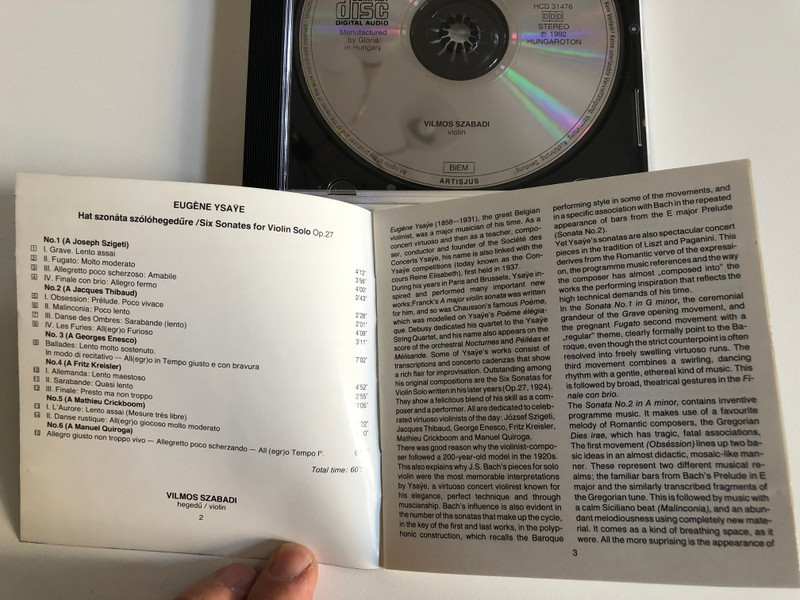 disc
DIGITAL AUDIO
Manufactured
by Glória
in Hungary
HCD 31476
DDD
STEREO
℗ 1992
HUNGAROTON
VILMOS SZABADI
violin
BIEM
ARTISJUS
EUGÈNE YSAŸE
Hat szonáta szólóhegedűre /Six Sonates for Violin Solo Op.27
No.1 (A Joseph Szigeti)
1 I. Grave. Lento assai 4'12"
2 II. Fugato: Molto moderato 3'56"
3 III. Allegretto poco scherzoso: Amabile 4'00"
4 IV. Finale con brio: Allegro fermo 2'43"
No.2 (A Jacques Thibaud)
5 I. Obsession: Prélude. Poco vivace 2'28"
6 II. Malinconia: Poco lento 2'01"
7 III. Danse des Ombres: Sarabande (lento) 4'08"
8 IV. Les Furies: All(egr)o Furioso 3'11"
No. 3 (A Georges Enesco)
9 Ballades: Lento molto sostenuto.
In modo di recitativo — All(egr)o in Tempo giusto e con bravura 7'02"
No.4 (A Fritz Kreisler)
I. Allemanda: Lento maestoso 4'52"
II. Sarabande: Quasi lento 2'55"
III. Finale: Presto ma non troppo
No.5 (A Mathieu Crickboom)
I. L'Aurore: Lento assai (Mesure très libre)
II. Danse rustique: All(egr)o giocoso molto moderato
No.6 (A Manuel Quiroga)
Allegro giusto non troppo vivo — Allegretto poco scherzando — All (egr)o Tempo I°.
Total time: 60'
VILMOS SZABADI
hegedű / violin
2
Eugène Ysaÿe (1858—1931), the great Belgian
violinist, was a major musician of his time. As a
concert virtuoso and then as a teacher, compo-
ser, conductor and founder of the Société des
Concerts Ysaÿe, his name is also linked with the
Ysaÿe competitions (today known as the Con-
cours Reine Elisabeth), first held in 1937.
During his years in Paris and Brussels, Ysaÿe in-
spired and performed many important new
works;Franck's A major violin sonata was written
for him, and so was Chausson's famous Poème,
which was modelled on Ysaÿe's Poème élégia-
que. Debussy dedicated his quartet to the Ysaÿe
String Quartet, and his name also appears on the
score of the orchestral Nocturnes and Pélléas et
Mélisande. Some of Ysaÿe's works consist of
transcriptions and concerto cadenzas that show
a rich flair for improvisation. Outstanding among
his original compositions are the Six Sonatas for
Violin Solo written in his later years (Op.27, 1924).
They show a felicitous blend of his skill as a com-
poser and a performer. All are dedicated to celeb-
rated virtuoso violinists of the day: József Szigeti,
Jacques Thibaud, George Enesco, Fritz Kreisler,
Mathieu Crickboom and Manuel Quiroga.
There was good reason why the violinist-compo-
ser followed a 200-year-old model in the 1920s.
This also explains why J.S. Bach's pieces for solo
violin were the most memorable interpretations
by Ysaÿe, a virtuoso concert violinist known for
his elegance, perfect technique and through
muscianship. Bach's influence is also evident in
the number of the sonatas that make up the cycle,
in the key of the first and last works, in the polyp-
honic construction, which recalls the Baroque
performing style in some of the movements, and
in a specific association with Bach in the repeated
appearance of bars from the E major Prelude
(Sonata No.2).
Yet Ysaÿe's sonatas are also spectacular concert
pieces in the tradition of Liszt and Paganini. This
derives from the Romantic verve of the expressi-
on, the programme music references and the way
the composer has almost „composed into" the
works the performing inspiration that reflects the
high technical demands of his time.
In the Sonata No.1 in G minor, the ceremonial
grandeur of the Grave opening movement, and
the pregnant Fugato second movement with a
„regular" theme, clearly formally point to the Ba-
roque, even though the strict counterpoint is often
resolved into freely swelling virtuoso runs. The
third movement combines a swirling, dancing
rhythm with a gentle, ethereal kind of music. This
is followed by broad, theatrical gestures in the Fi-
nale con brio.
The Sonata No.2 in A minor, contains inventive
programme music. It makes use of a favourite
melody of Romantic composers, the Gregorian
Dies irae, which has tragic, fatal associations,
The first movement (Obséssión) lines up two ba-
sic ideas in an almost didactic, mosaic-like man-
ner. These represent two different musical re-
alms; the familiar bars from Bach's Prelude in E
major and the similarly transcribed fragments of
the Gregorian tune. This is followed by music with
a calm Siciliano beat (Malinconia), and an abun-
dant melodiousness using completely new mate-
rial. It comes as a kind of breathing space, as it
were. All the more suprising is the appearance of
3